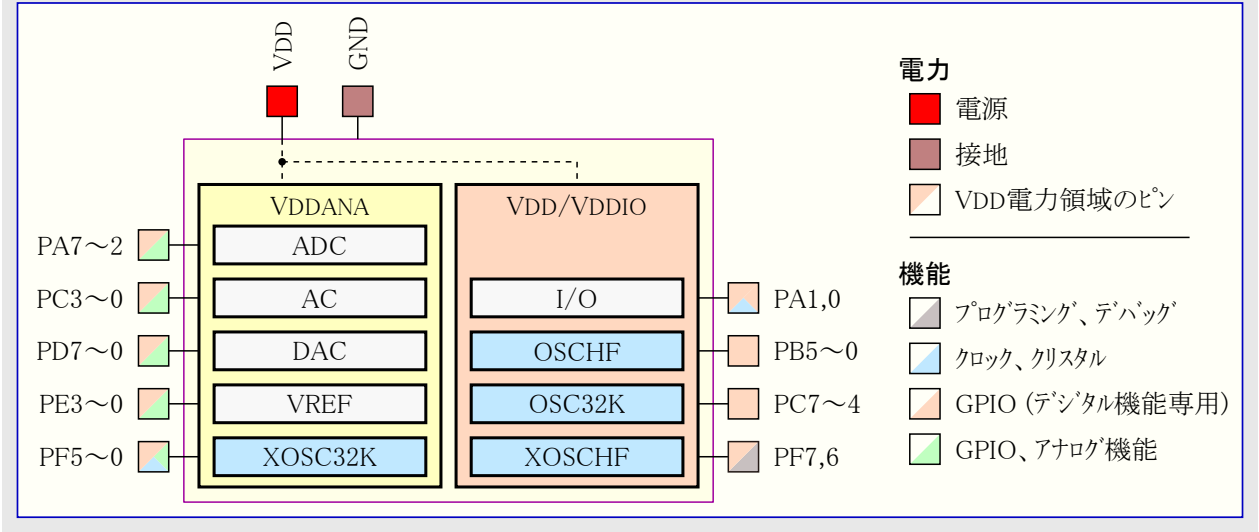 VDD
GND
VDDANA
ADC
AC
DAC
VREF
XOSC32K
VDD/VDDIO
I/O
OSCHF
OSC32K
XOSCHF
PA7～2
PC3～0
PD7～0
PE3～0
PF5～0
PA1,0
PB5～0
PC7～4
PF7,6
電力
電源
接地
VDD電力領域のﾋﾟﾝ
機能
ﾌﾟﾛｸﾞﾗﾐﾝｸﾞ、ﾃﾞﾊﾞｯｸﾞ
ｸﾛｯｸ、ｸﾘｽﾀﾙ
GPIO (ﾃﾞｼﾞﾀﾙ機能専用)
GPIO、ｱﾅﾛｸﾞ機能